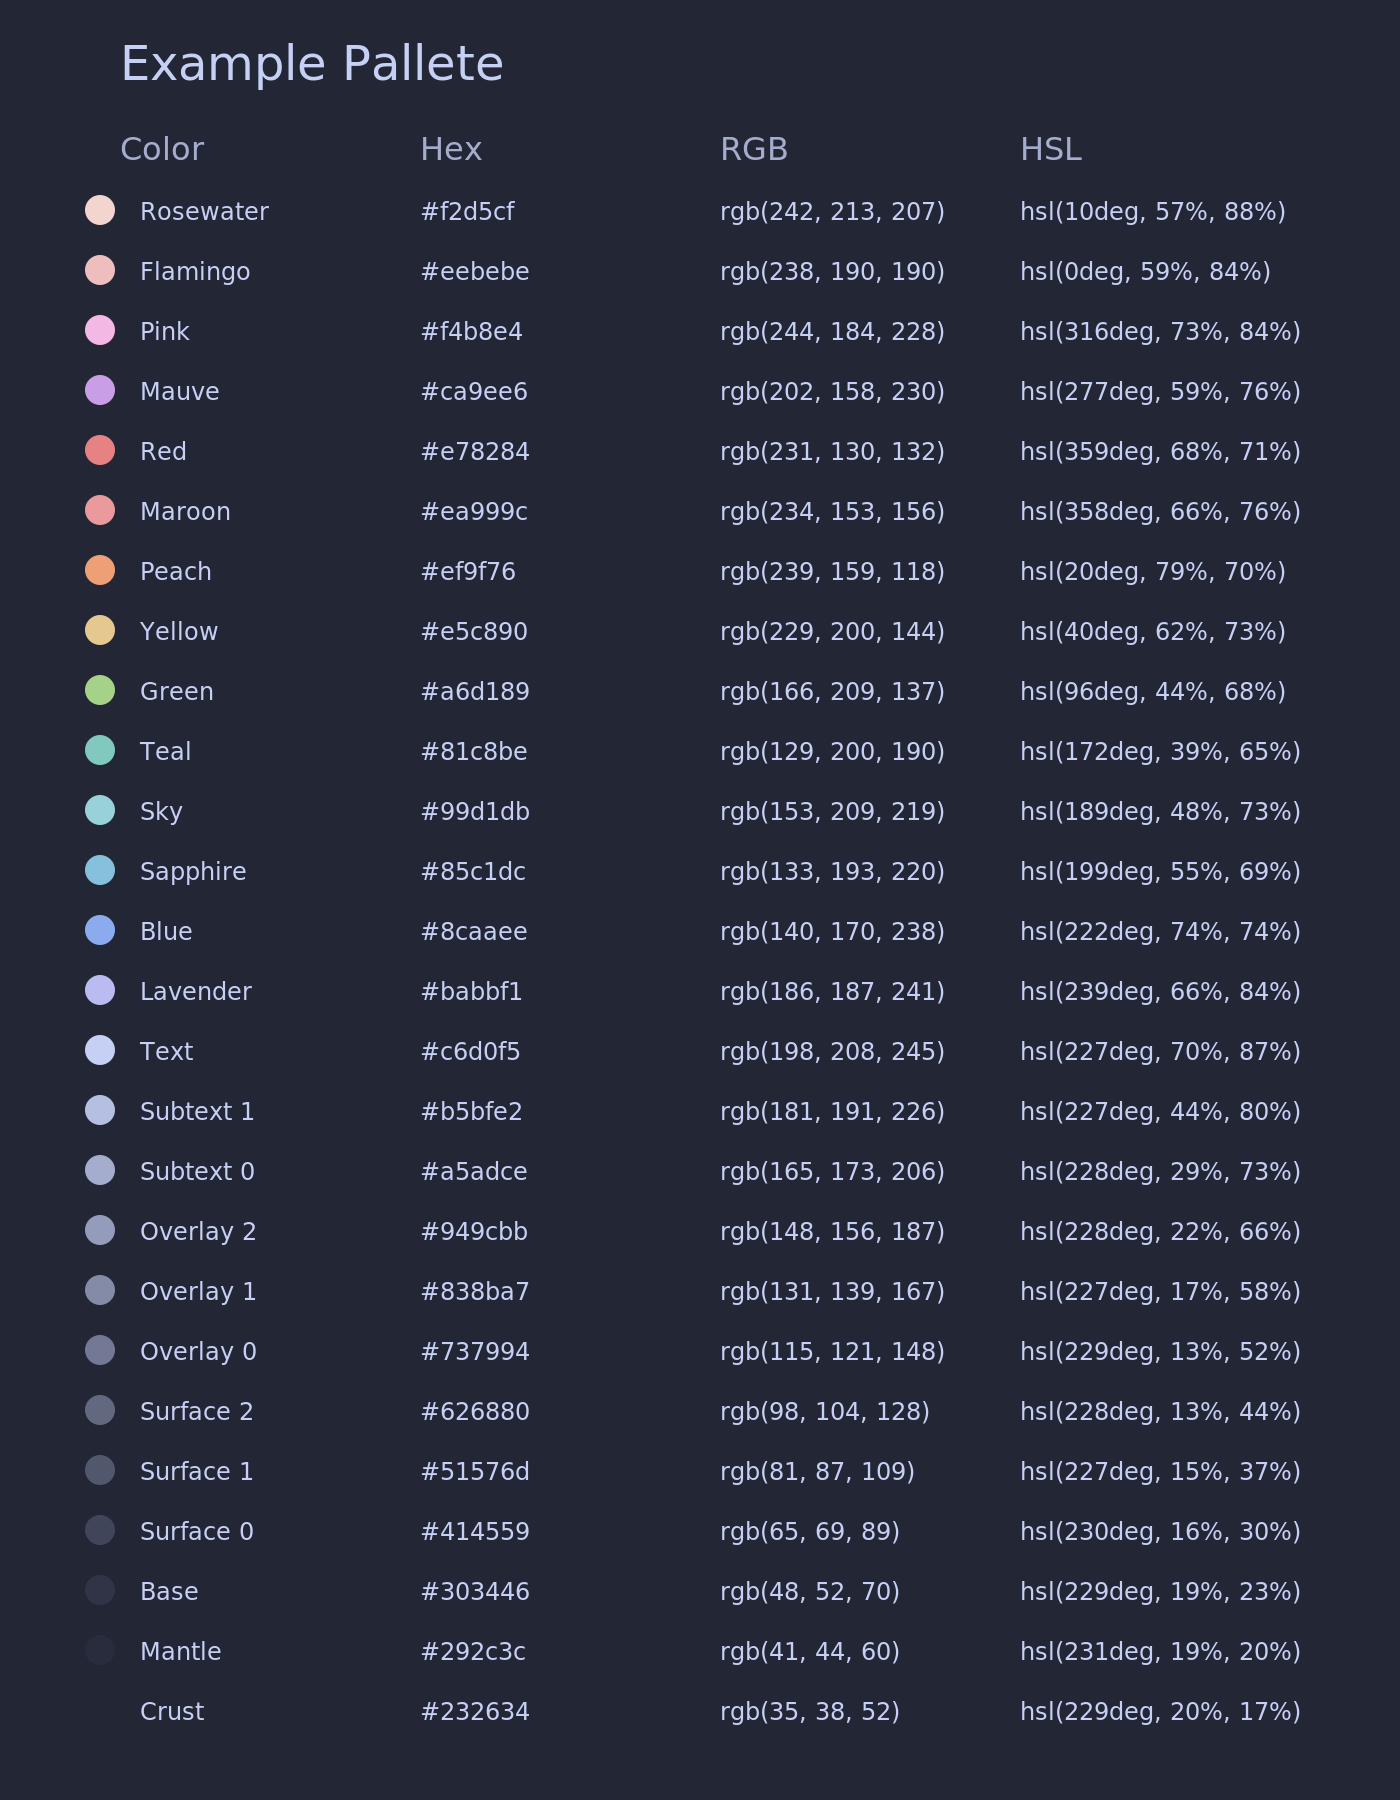 Example Pallete
Color Hex RGB HSL
Rosewater #f2d5cf rgb(242, 213, 207) hsl(10deg, 57%, 88%)
Flamingo #eebebe rgb(238, 190, 190) hsl(0deg, 59%, 84%)
Pink #f4b8e4 rgb(244, 184, 228) hsl(316deg, 73%, 84%)
Mauve #ca9ee6 rgb(202, 158, 230) hsl(277deg, 59%, 76%)
Red #e78284 rgb(231, 130, 132) hsl(359deg, 68%, 71%)
Maroon #ea999c rgb(234, 153, 156) hsl(358deg, 66%, 76%)
Peach #ef9f76 rgb(239, 159, 118) hsl(20deg, 79%, 70%)
Yellow #e5c890 rgb(229, 200, 144) hsl(40deg, 62%, 73%)
Green #a6d189 rgb(166, 209, 137) hsl(96deg, 44%, 68%)
Teal #81c8be rgb(129, 200, 190) hsl(172deg, 39%, 65%)
Sky #99d1db rgb(153, 209, 219) hsl(189deg, 48%, 73%)
Sapphire #85c1dc rgb(133, 193, 220) hsl(199deg, 55%, 69%)
Blue #8caaee rgb(140, 170, 238) hsl(222deg, 74%, 74%)
Lavender #babbf1 rgb(186, 187, 241) hsl(239deg, 66%, 84%)
Text #c6d0f5 rgb(198, 208, 245) hsl(227deg, 70%, 87%)
Subtext 1 #b5bfe2 rgb(181, 191, 226) hsl(227deg, 44%, 80%)
Subtext 0 #a5adce rgb(165, 173, 206) hsl(228deg, 29%, 73%)
Overlay 2 #949cbb rgb(148, 156, 187) hsl(228deg, 22%, 66%)
Overlay 1 #838ba7 rgb(131, 139, 167) hsl(227deg, 17%, 58%)
Overlay 0 #737994 rgb(115, 121, 148) hsl(229deg, 13%, 52%)
Surface 2 #626880 rgb(98, 104, 128) hsl(228deg, 13%, 44%)
Surface 1 #51576d rgb(81, 87, 109) hsl(227deg, 15%, 37%)
Surface 0 #414559 rgb(65, 69, 89) hsl(230deg, 16%, 30%)
Base #303446 rgb(48, 52, 70) hsl(229deg, 19%, 23%)
Mantle #292c3c rgb(41, 44, 60) hsl(231deg, 19%, 20%)
Crust #232634 rgb(35, 38, 52) hsl(229deg, 20%, 17%)